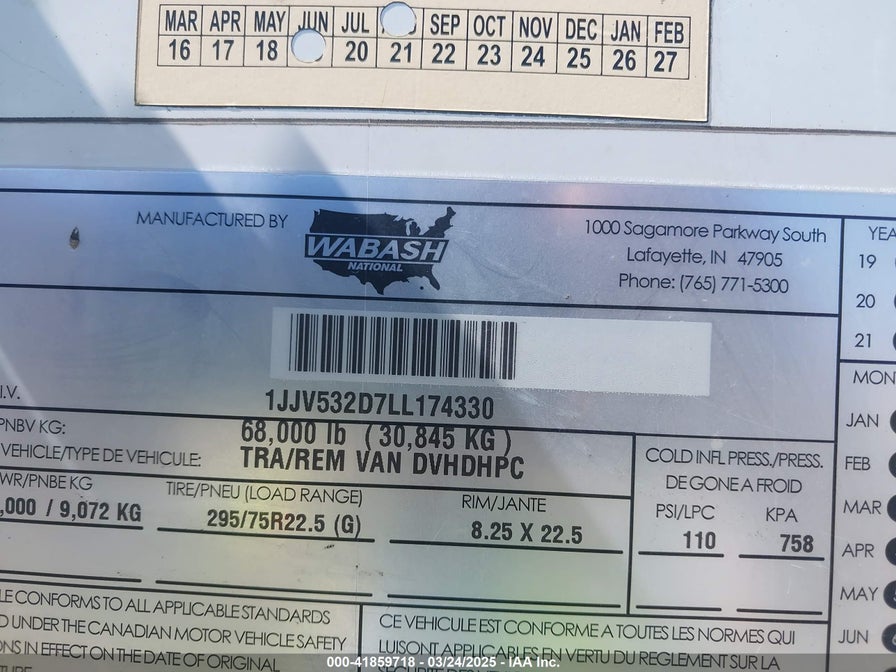 MAR APR MAY JUN JUL SEP OCT NOV DEC JAN FEB
16 17 18 20 21 22 23 24 25 26 27
MANUFACTURED BY
WABASH
NATIONAL
1000 Sagamore Parkway South
Lafayette, IN 47905
Phone: (765) 771-5300
YEA
19
20
21
MON
JAN
FEB
MAR
APR
MAY
JUN
I.V.
1JJV532D7LL174330
PNBV KG:
68,000 lb ( 30,845 KG )
VEHICLE/TYPE DE VEHICULE:
TRA/REM VAN DVHDHPC
WR/PNBE KG
TIRE/PNEU (LOAD RANGE)
RIM/JANTE
,000 / 9,072 KG
295/75R22.5 (G)
8.25 X 22.5
COLD INFL PRESS./PRESS.
DE GONE A FROID
PSI/LPC KPA
110 758
LE CONFORMS TO ALL APPLICABLE STANDARDS
D UNDER THE CANADIAN MOTOR VEHICLE SAFETY
ONS IN EFFECT ON THE DATE OF ORIGINAL
CE VEHICULE EST CONFORME A TOUTES LES NORMES QUI
LUISONT APPLICABLES EN VERTU DU REGLEMENT SUR LA
000-41859718 - 03/24/2025 - IAA Inc.